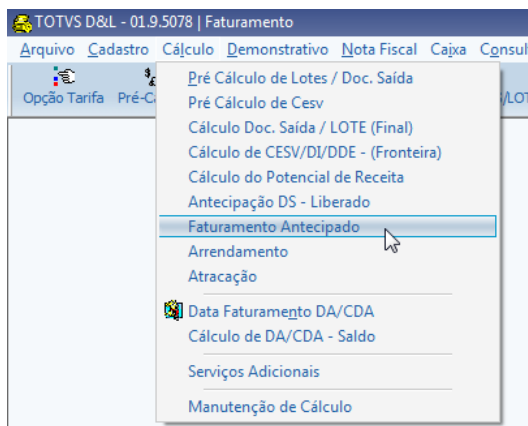 TOTVS D&L - 01.9.5078 | Faturamento
Arquivo Cadastro Cálculo Demonstrativo Nota Fiscal Caixa Consul
Opção Tarifa Pré-C
/LOT
Pré Cálculo de Lotes / Doc. Saída
Pré Cálculo de Cesv
Cálculo Doc. Saída / LOTE (Final)
Cálculo de CESV/DI/DDE - (Fronteira)
Cálculo do Potencial de Receita
Antecipação DS - Liberado
Faturamento Antecipado
Arrendamento
Atracação
Data Faturamento DA/CDA
Cálculo de DA/CDA - Saldo
Serviços Adicionais
Manutenção de Cálculo